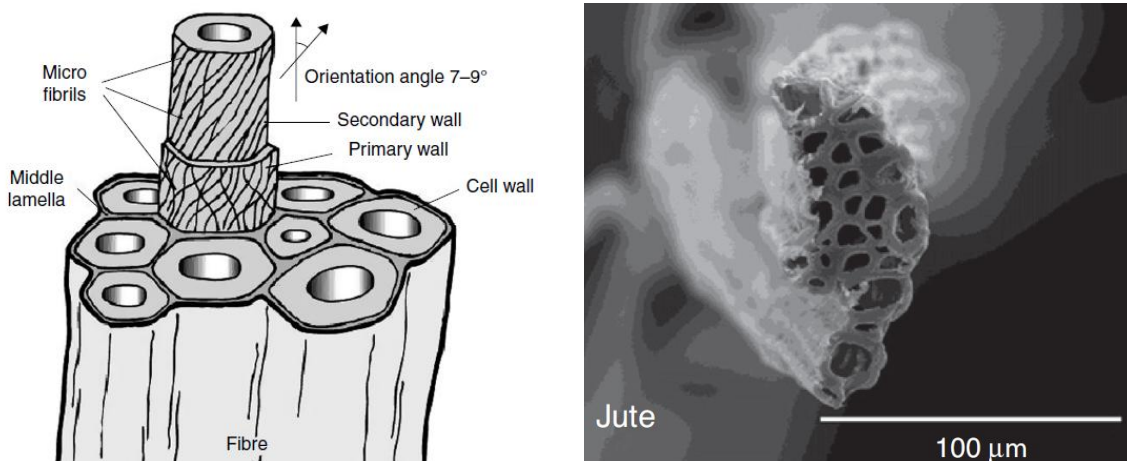 Micro
fibrils
Orientation angle 7–9°
Secondary wall
Primary wall
Middle
lamella
Cell wall
Fibre
Jute
100 μm